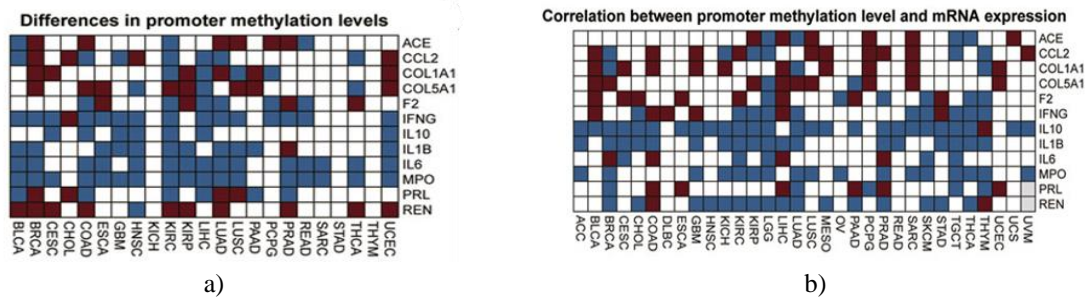 Differences in promoter methylation levels
ACE
CCL2
COL1A1
COL5A1
F2
IFNG
IL10
IL1B
IL6
MPO
PRL
REN
BLCA
BRCA
CESC
CHOL
COAD
ESCA
GBM
HNSC
KICH
KIRC
KIRP
LIHC
LUAD
LUSC
PAAD
PCPG
PRAD
READ
SARC
STAD
THCA
THYM
UCEC
a)
Correlation between promoter methylation level and mRNA expression
ACE
CCL2
COL1A1
COL5A1
F2
IFNG
IL10
IL1B
IL6
MPO
PRL
REN
ACC
BLCA
BRCA
CESC
CHOL
COAD
DLBC
ESCA
GBM
HNSC
KICH
KIRC
KIRP
LGG
LIHC
LUAD
LUSC
MESO
OV
PAAD
PCPG
PRAD
READ
SARC
SKCM
STAD
TGCT
THCA
THYM
UCEC
UCS
UVM
b)